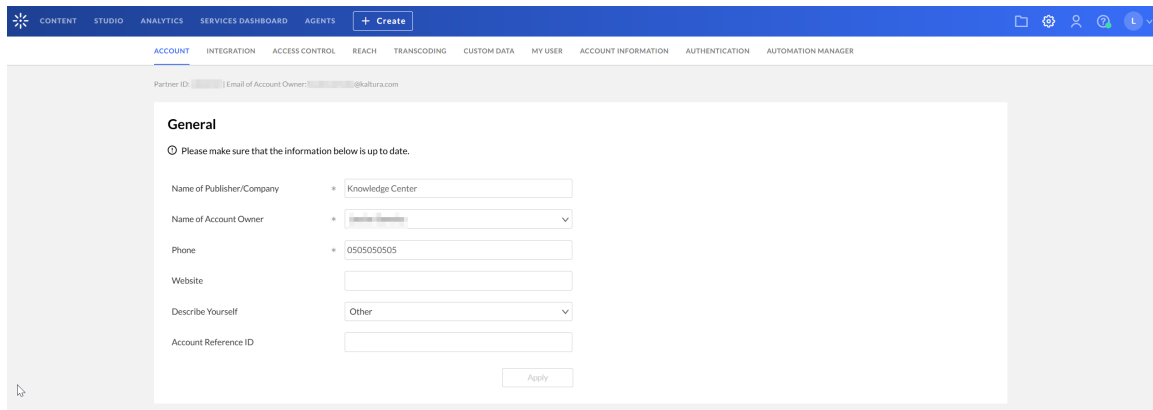 CONTENT STUDIO ANALYTICS SERVICES DASHBOARD AGENTS + Create L
ACCOUNT INTEGRATION ACCESS CONTROL REACH TRANSCODING CUSTOM DATA MY USER ACCOUNT INFORMATION AUTHENTICATION AUTOMATION MANAGER
Partner ID: | Email of Account Owner: @kaltura.com
General
Please make sure that the information below is up to date.
Name of Publisher/Company * Knowledge Center
Name of Account Owner *
Phone * 0505050505
Website
Describe Yourself Other
Account Reference ID
Apply